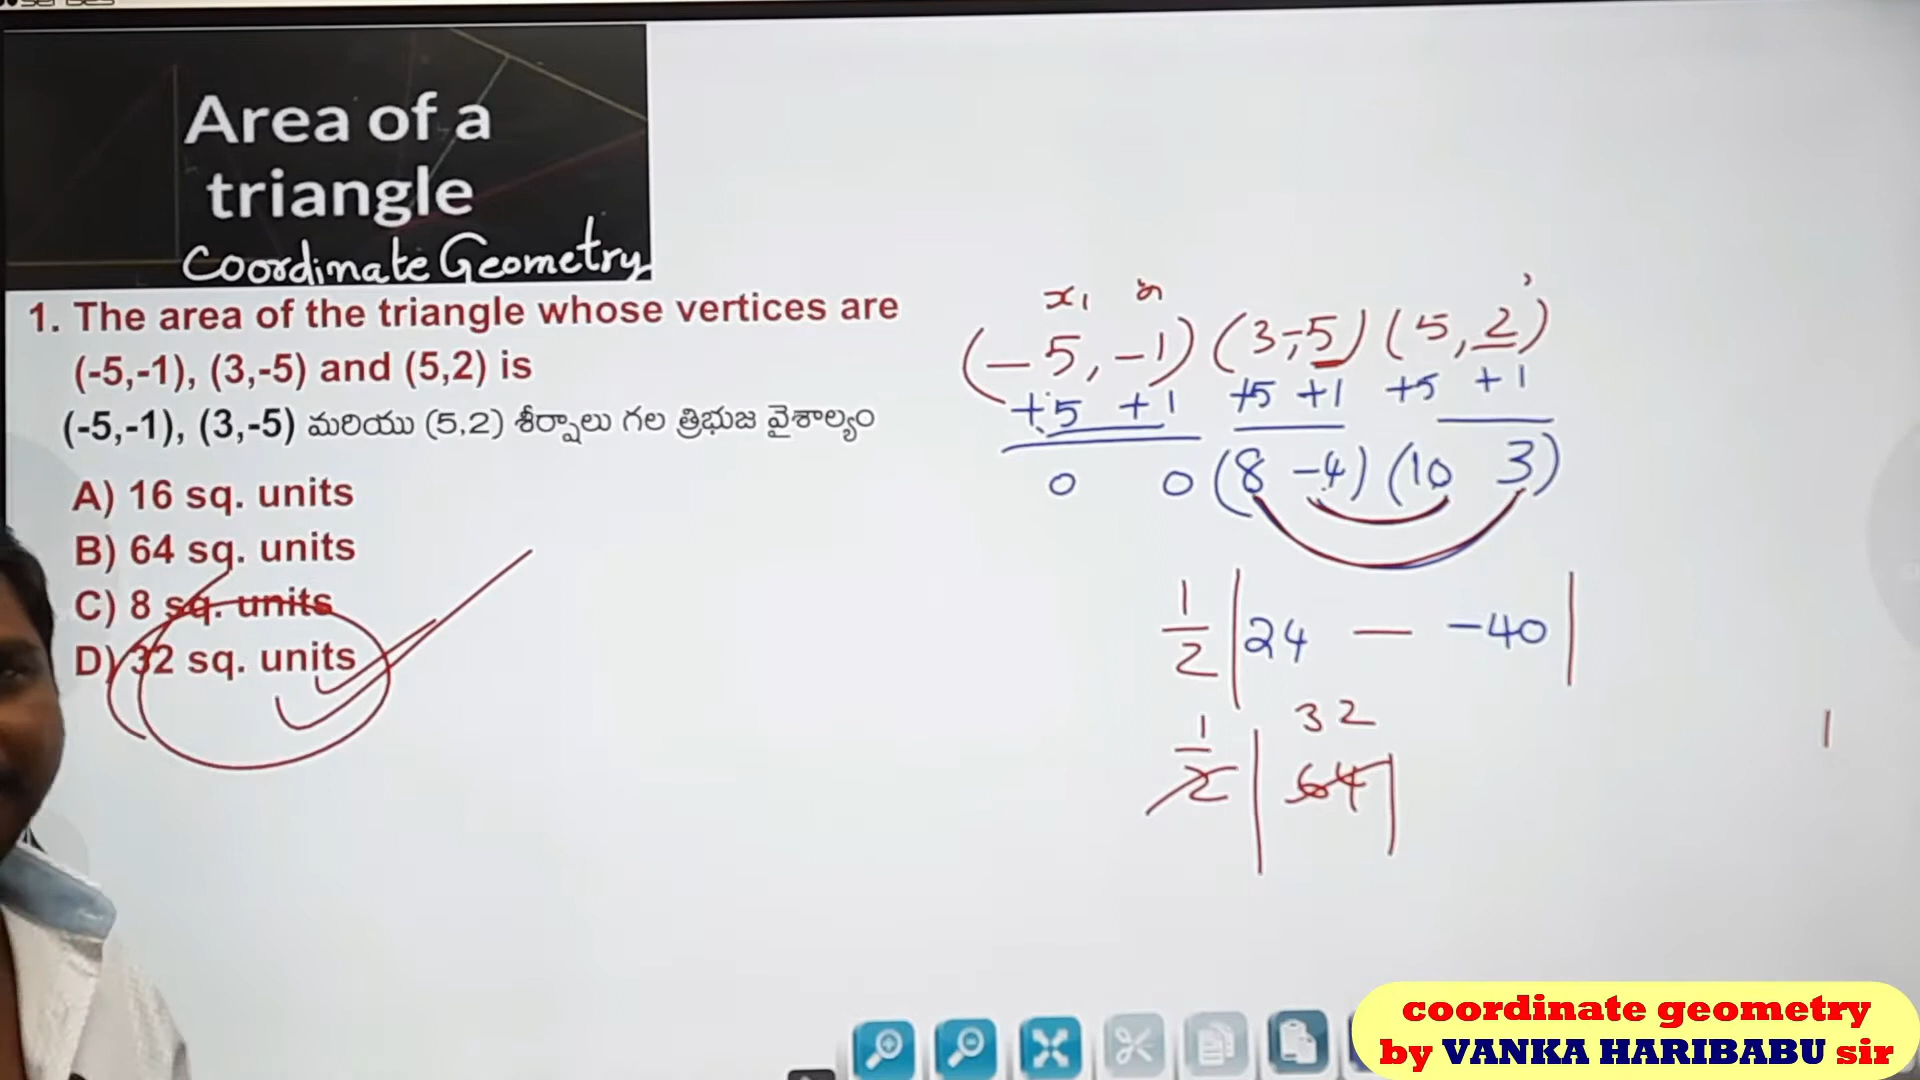 Area of a
triangle
Coordinate Geometry
1. The area of the triangle whose vertices are
(-5,-1), (3,-5) and (5,2) is
(-5,-1), (3,-5) మరియు (5,2) శీర్షాలు గల త్రిభుజ వైశాల్యం
A) 16 sq. units
B) 64 sq. units
C) 8 sq. units
D) 32 sq. units
x₁
(-5, -1) (3,-5) (5, 2)
+5 +1 +5 +1 +5 +1
0 0 (8 -4) (10 3)
1/2 |24 - -40|
32
1/2 |64|
coordinate geometry
by VANKA HARIBABU sir